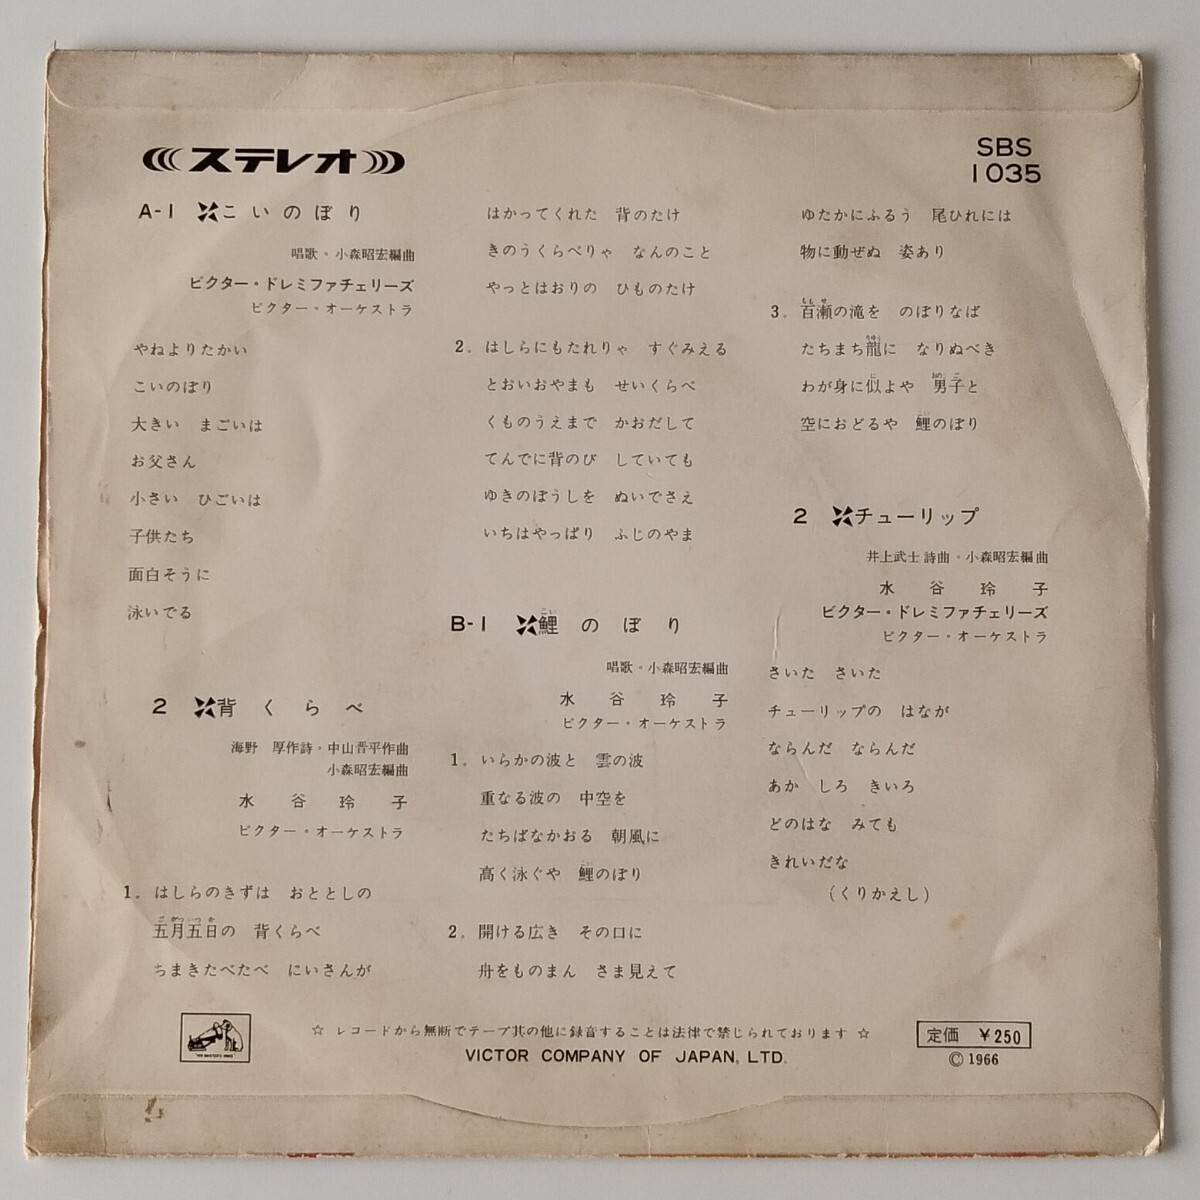 ステレオ
SBS
1035
A-1 こいのぼり
唱歌・小森昭宏編曲
ビクター・ドレミファチェリーズ
ビクター・オーケストラ
やねよりたかい
こいのぼり
大きい まごいは
お父さん
小さい ひごいは
子供たち
面白そうに
泳いでる
2 背くらべ
海野 厚作詩・中山晋平作曲
小森昭宏編曲
水谷玲子
ビクター・オーケストラ
1. はしらのきずは おととしの
五月五日の 背くらべ
ちまきたべたべ にいさんが
はかってくれた 背のたけ
きのうくらべりゃ なんのこと
やっとはおりの ひものたけ
2. はしらにもたれりゃ すぐみえる
とおいおやまも せいくらべ
くものうえまで かおだして
てんでに背のび していても
ゆきのぼうしを ぬいでさえ
いちはやっぱり ふじのやま
B-1 鯉のぼり
唱歌・小森昭宏編曲
水谷玲子
ビクター・オーケストラ
1. いらかの波と 雲の波
重なる波の 中空を
たちばなかおる 朝風に
高く泳ぐや 鯉のぼり
2. 開ける広き その口に
舟をものまん さま見えて
ゆたかにふるう 尾ひれには
物に動ぜぬ 姿あり
3. 百瀬の滝を のぼりなば
たちまち龍に なりぬべき
わが身に似よや 男子と
空におどるや 鯉のぼり
2 チューリップ
井上武士詩曲・小森昭宏編曲
水谷玲子
ビクター・ドレミファチェリーズ
ビクター・オーケストラ
さいた さいた
チューリップの はなが
ならんだ ならんだ
あか しろ きいろ
どのはな みても
きれいだな
(くりかえし)
"HIS MASTER'S VOICE"
☆ レコードから無断でテープ其の他に録音することは法律で禁じられております ☆
VICTOR COMPANY OF JAPAN, LTD.
定価 ¥250
© 1966